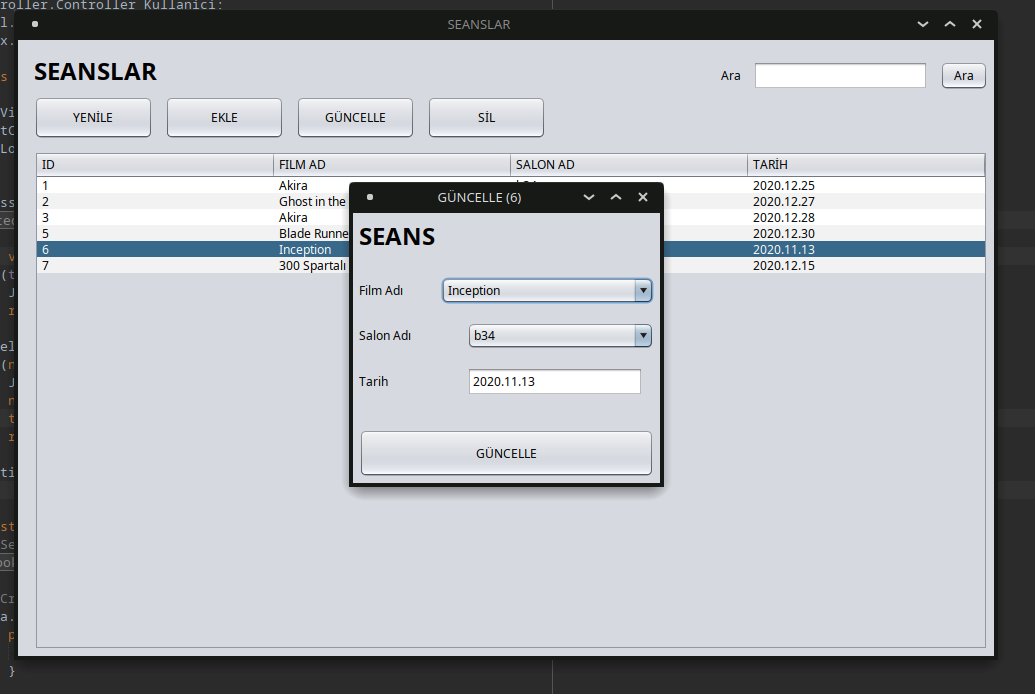 roller.Controller Kullanici;
SEANSLAR
SEANSLAR
Ara
Ara
YENİLE EKLE GÜNCELLE SİL
ID FILM AD SALON AD TARİH
1 Akira 2020.12.25
2 Ghost in the 2020.12.27
3 Akira 2020.12.28
5 Blade Runne 2020.12.30
6 Inception 2020.11.13
7 300 Spartalı 2020.12.15
GÜNCELLE (6)
SEANS
Film Adı Inception
Salon Adı b34
Tarih 2020.11.13
GÜNCELLE